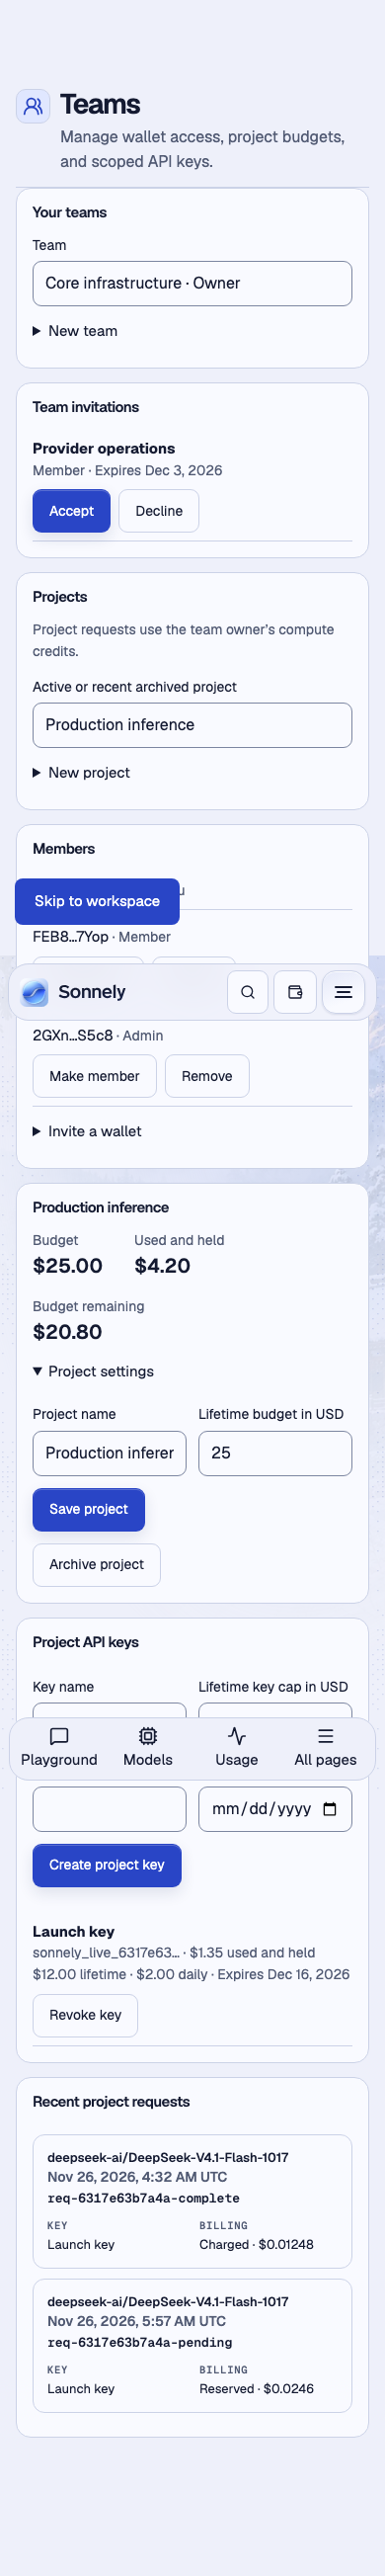 Teams
Manage wallet access, project budgets,
and scoped API keys.
Your teams
Team
Core infrastructure · Owner
New team
Team invitations
Provider operations
Member · Expires Dec 3, 2026
Accept
Decline
Projects
Project requests use the team owner's compute
credits.
Active or recent archived project
Production inference
New project
Members
Skip to workspace
FEB8…7Yop · Member
Sonnely
2GXn…S5c8 · Admin
Make member
Remove
Invite a wallet
Production inference
Budget
Used and held
$25.00
$4.20
Budget remaining
$20.80
Project settings
Project name
Lifetime budget in USD
Production inferer
25
Save project
Archive project
Project API keys
Key name
Lifetime key cap in USD
Playground
Models
Usage
All pages
mm/dd/yyyy
Create project key
Launch key
sonnely_live_6317e63… · $1.35 used and held
$12.00 lifetime · $2.00 daily · Expires Dec 16, 2026
Revoke key
Recent project requests
deepseek-ai/DeepSeek-V4.1-Flash-1017
Nov 26, 2026, 4:32 AM UTC
req-6317e63b7a4a-complete
KEY
BILLING
Launch key
Charged · $0.01248
deepseek-ai/DeepSeek-V4.1-Flash-1017
Nov 26, 2026, 5:57 AM UTC
req-6317e63b7a4a-pending
KEY
BILLING
Launch key
Reserved · $0.0246